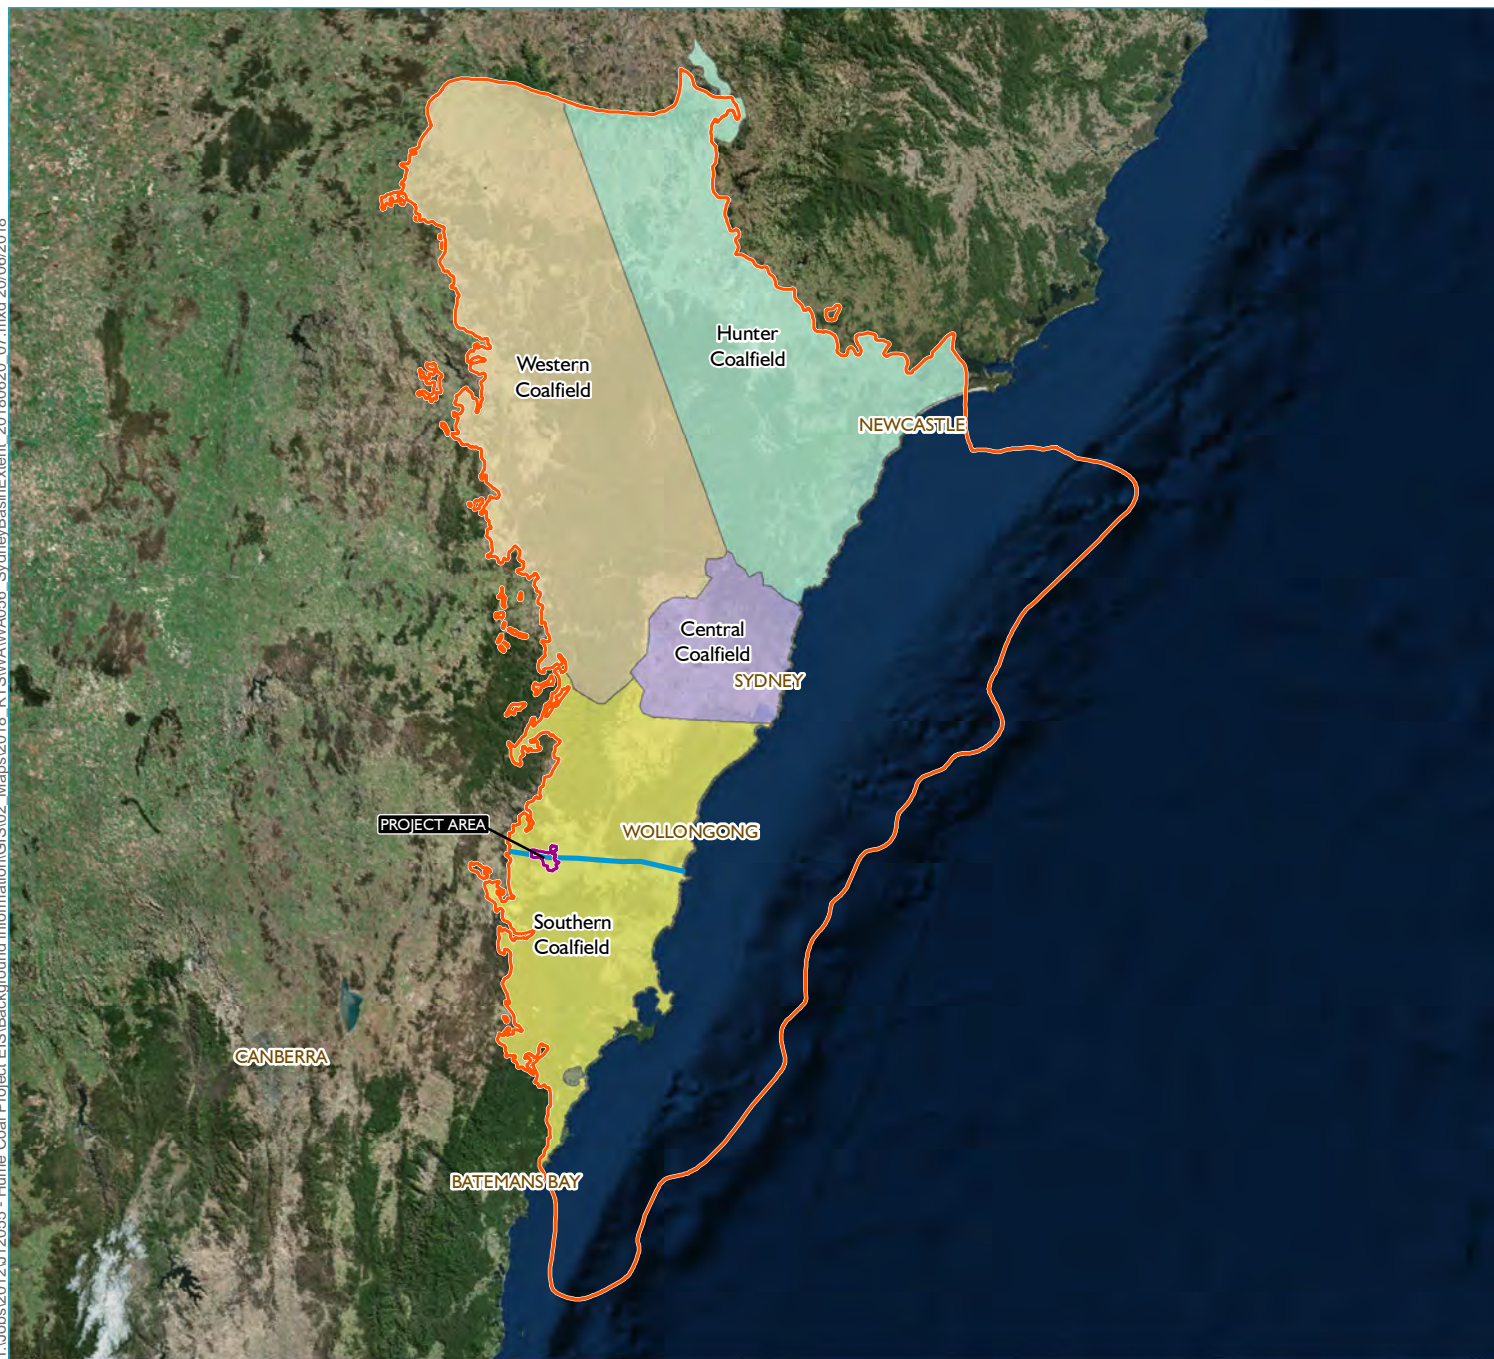 Hunter
Coalfield
Western
Coalfield
NEWCASTLE
Central
Coalfield
SYDNEY
PROJECT AREA
WOLLONGONG
Southern
Coalfield
CANBERRA
BATEMANS BAY